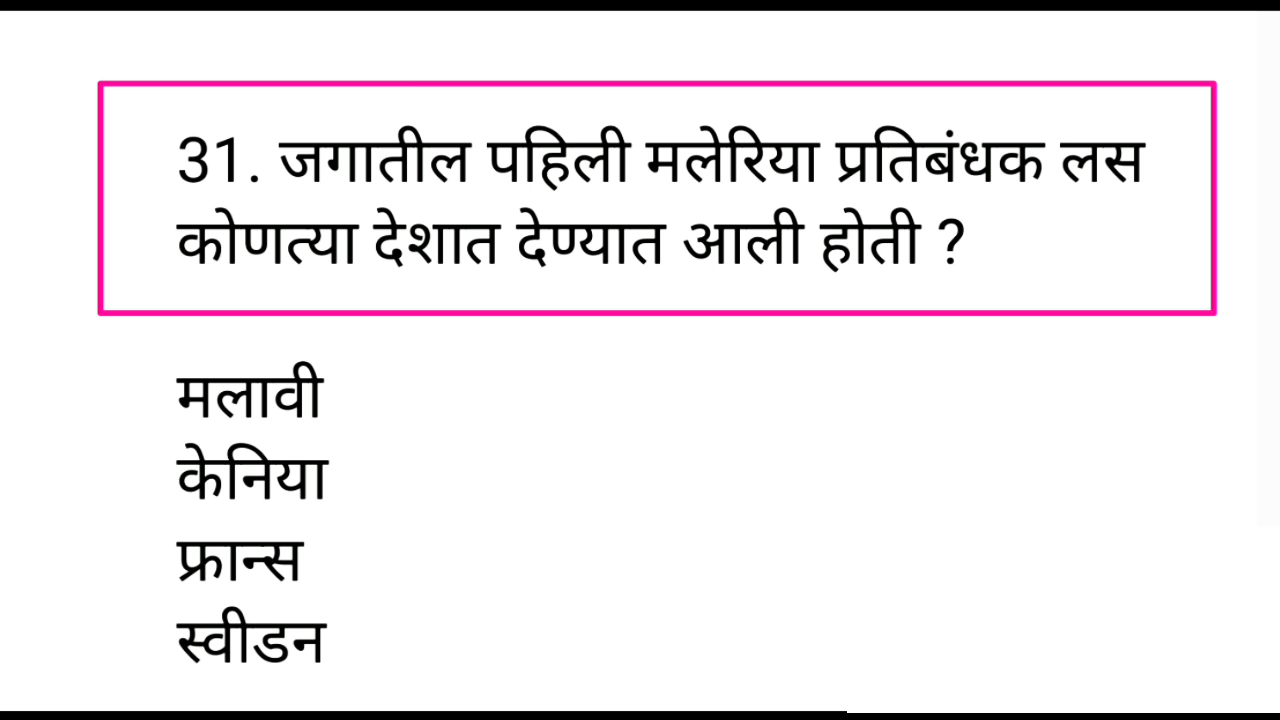 31. जगातील पहिली मलेरिया प्रतिबंधक लस
कोणत्या देशात देण्यात आली होती ?
मलावी
केनिया
फ्रान्स
स्वीडन